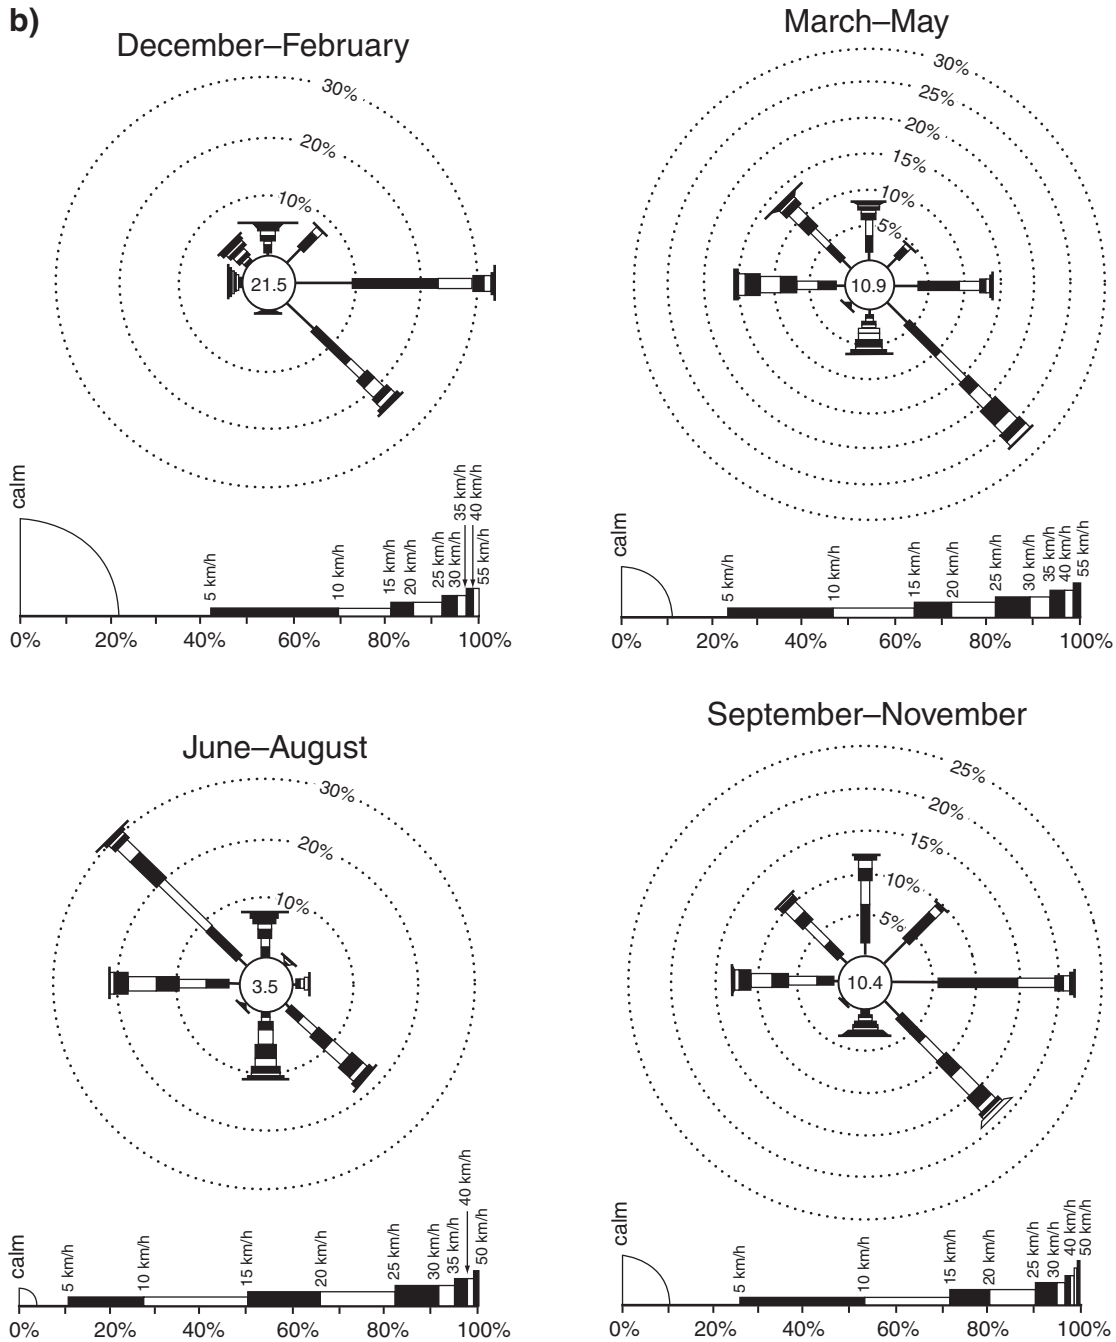 b)
December–February
30%
20%
10%
21.5
calm
5 km/h
10 km/h
15 km/h
20 km/h
25 km/h
30 km/h
35 km/h
40 km/h
55 km/h
0%
20%
40%
60%
80%
100%
March–May
30%
25%
20%
15%
10%
5%
10.9
calm
5 km/h
10 km/h
15 km/h
20 km/h
25 km/h
30 km/h
35 km/h
40 km/h
55 km/h
0%
20%
40%
60%
80%
100%
June–August
30%
20%
10%
3.5
calm
5 km/h
10 km/h
15 km/h
20 km/h
25 km/h
30 km/h
35 km/h
40 km/h
50 km/h
0%
20%
40%
60%
80%
100%
September–November
25%
20%
15%
10%
5%
10.4
calm
5 km/h
10 km/h
15 km/h
20 km/h
25 km/h
30 km/h
40 km/h
50 km/h
0%
20%
40%
60%
80%
100%